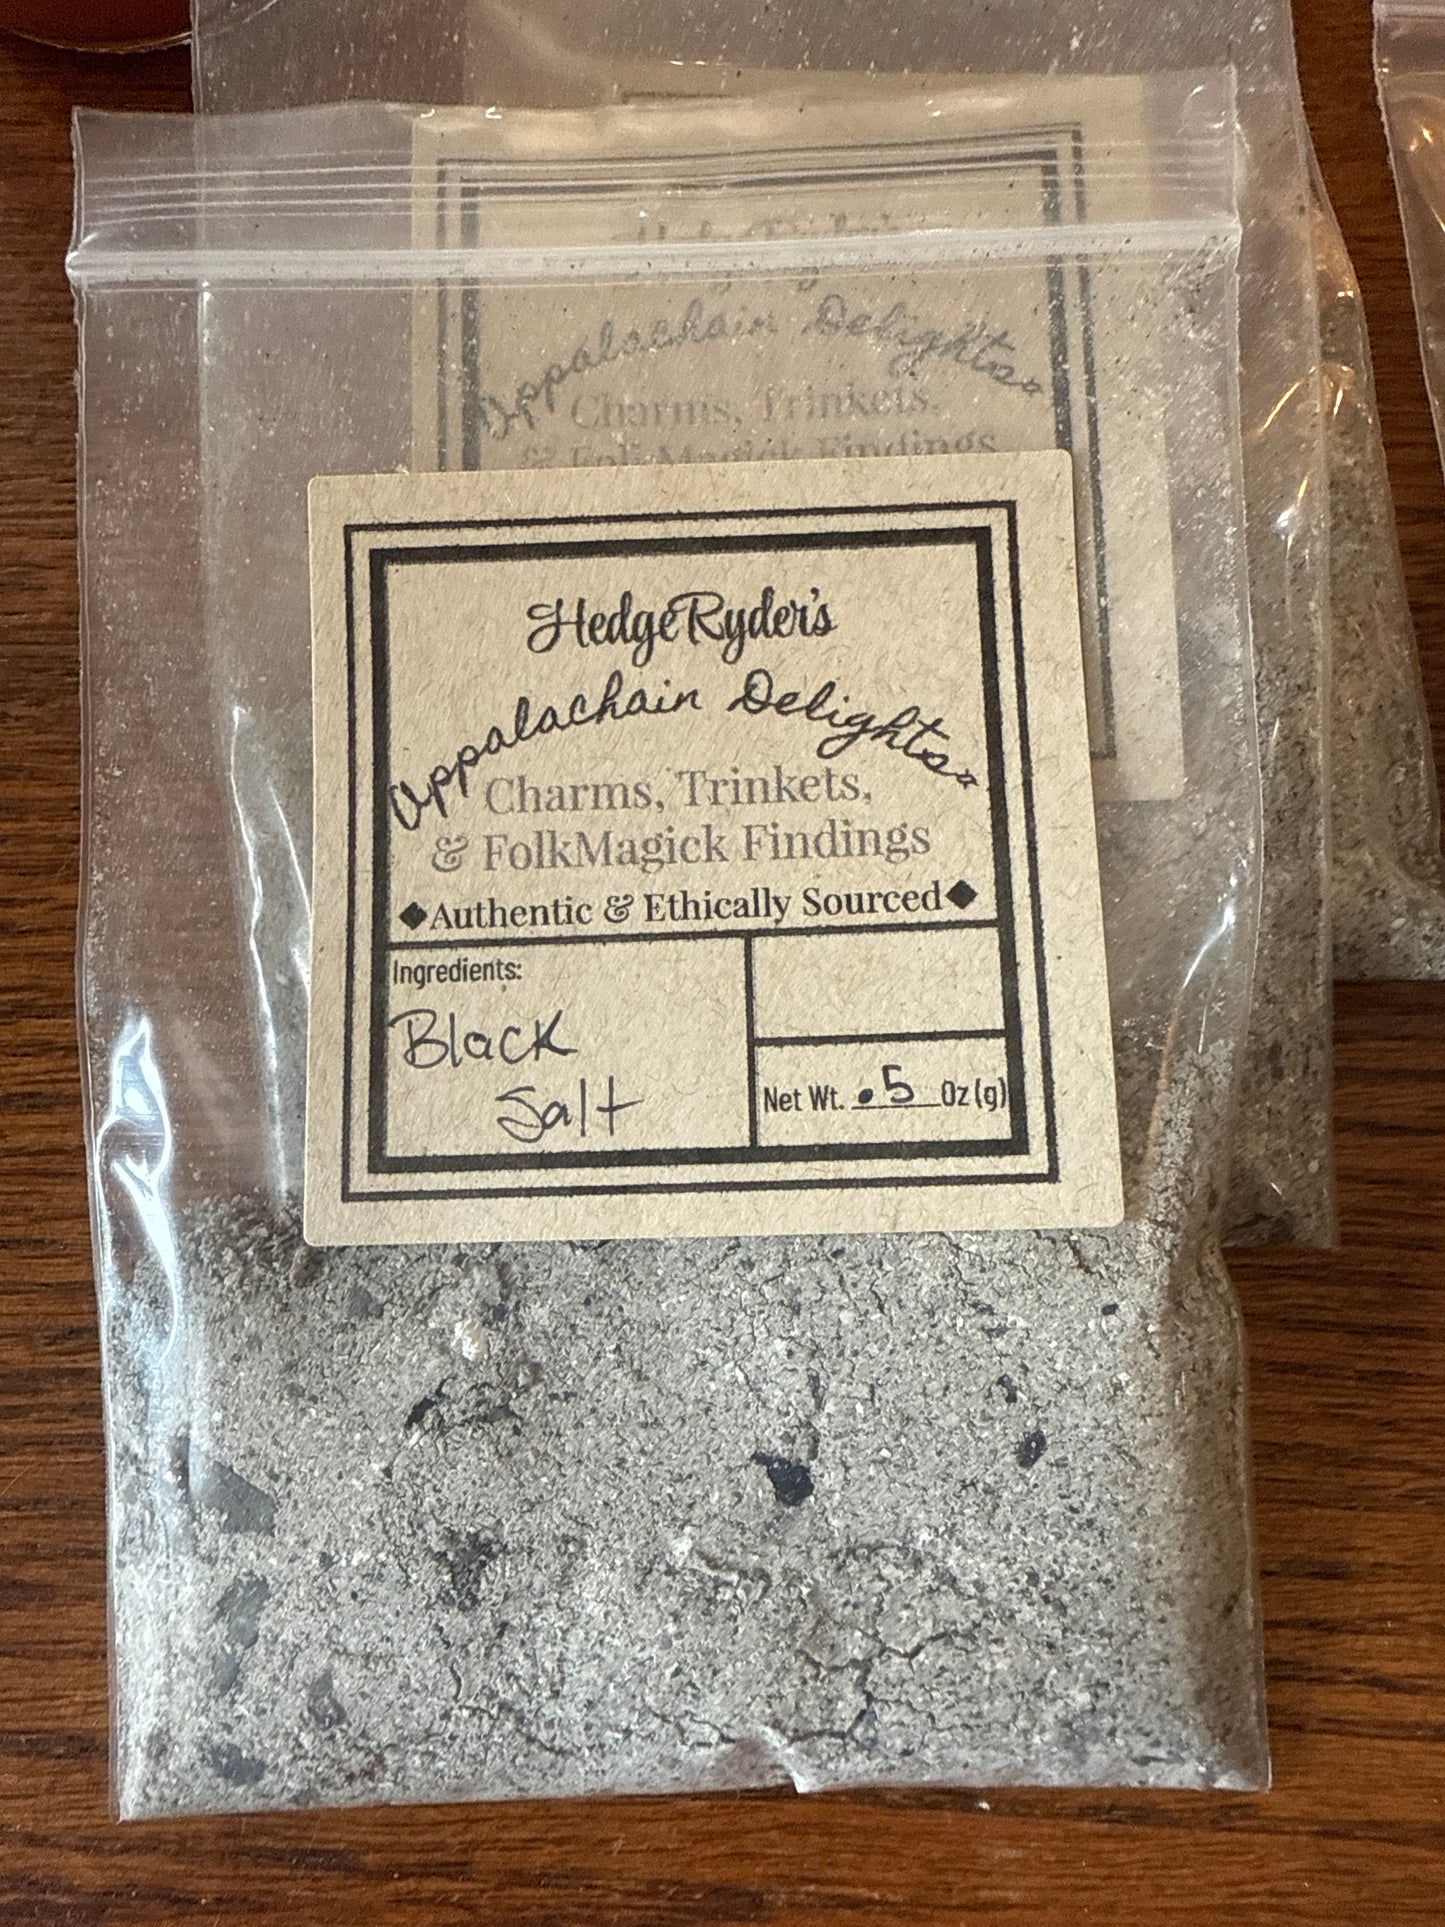 Appalachain Delights
Charms, Trinkets,
& FolkMagick Findings
HedgeRyder's
Appalachain Delights
Charms, Trinkets,
& FolkMagick Findings
◆Authentic & Ethically Sourced◆
Ingredients:
Black
Salt
Net Wt. .5 Oz (g)